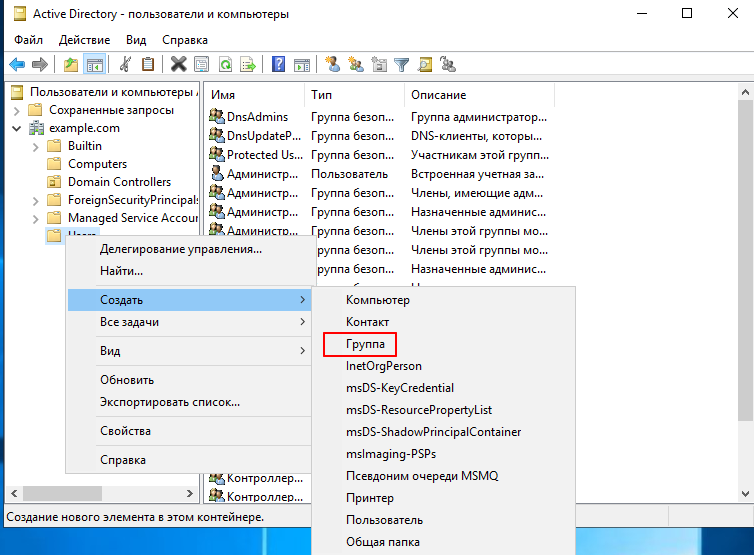 Active Directory - пользователи и компьютеры
Файл Действие Вид Справка
Пользователи и компьютеры
Сохраненные запросы
example.com
Builtin
Computers
Domain Controllers
ForeignSecurityPrincipals
Managed Service Accour
Users
Имя Тип Описание
DnsAdmins Группа безоп... Группа администратор...
DnsUpdateP... Группа безоп... DNS-клиенты, которы...
Protected Us... Группа безоп... Участникам этой групп...
Администр... Пользователь Встроенная учетная за...
Администр... Группа безоп... Члены, имеющие адм...
Администр... Группа безоп... Назначенные админис...
Администр... Группа безоп... Члены этой группы мо...
руппа безоп... Члены этой группы мо...
руппа безоп... Назначенные админис...
Делегирование управления...
Найти...
Создать
Все задачи
Вид
Обновить
Экспортировать список...
Свойства
Справка
Компьютер
Контакт
Группа
InetOrgPerson
msDS-KeyCredential
msDS-ResourcePropertyList
msDS-ShadowPrincipalContainer
msImaging-PSPs
Псевдоним очереди MSMQ
Принтер
Пользователь
Общая папка
Контроллер...
Контроллер...
Создание нового элемента в этом контейнере.